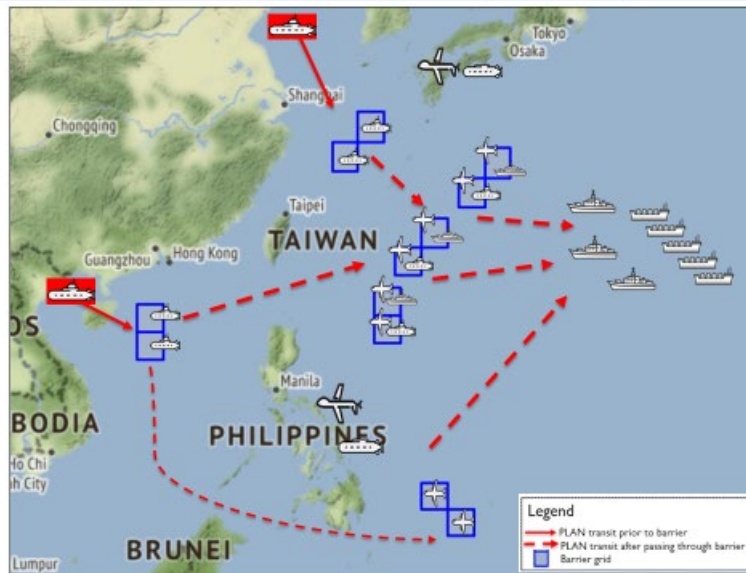 Tokyo
Osaka
Shanghai
Chongqing
Taipei
TAIWAN
Guangzhou
Hong Kong
OS
Manila
BODIA
PHILIPPINES
Ho Chi
nh City
BRUNEI
Lumpur
Legend
PLAN transit prior to barrier
PLAN transit after passing through barrier
Barrier grid